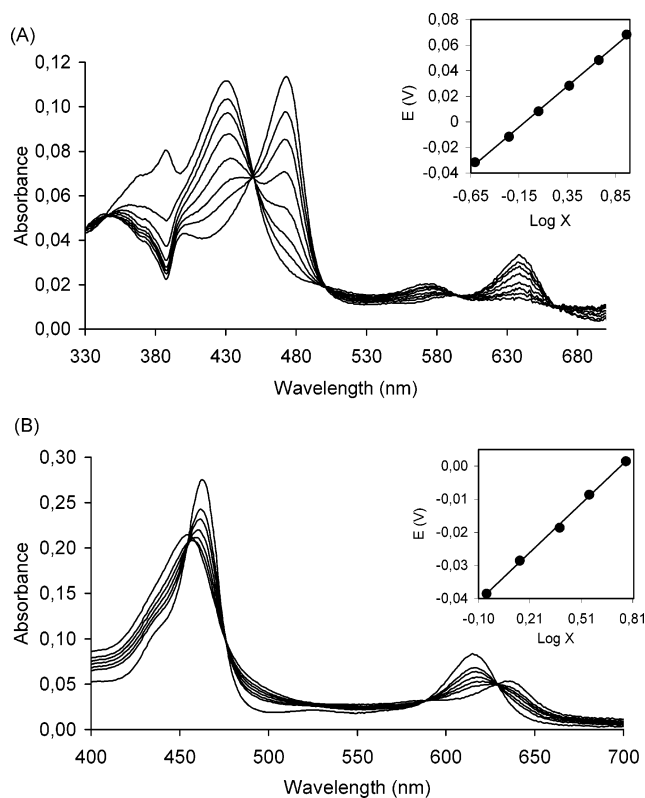 (A)
0,12
0,10
0,08
0,06
0,04
0,02
0,00
Absorbance
330 380 430 480 530 580 630 680
Wavelength (nm)
0,08
0,06
0,04
0,02
0
-0,02
-0,04
E (V)
-0,65 -0,15 0,35 0,85
Log X
(B)
0,30
0,25
0,20
0,15
0,10
0,05
0,00
Absorbance
400 450 500 550 600 650 700
Wavelength (nm)
0,00
-0,01
-0,02
-0,03
-0,04
E (V)
-0,10 0,21 0,51 0,81
Log X